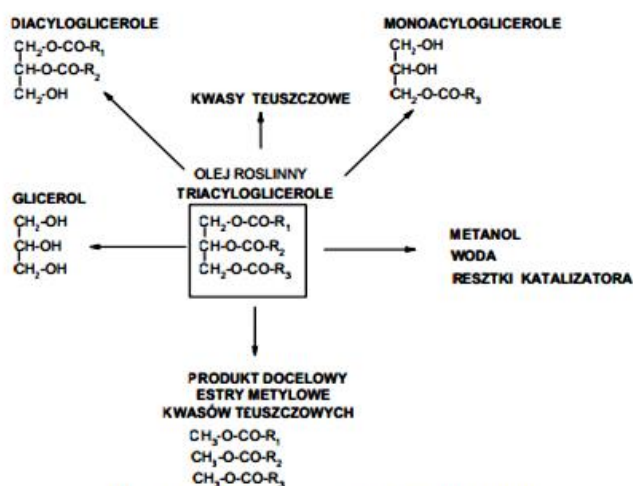 DIACYLOGLICEROLE
CH₂-O-CO-R₁
CH-O-CO-R₂
CH₂-OH
MONOACYLOGLICEROLE
CH₂-OH
CH-OH
CH₂-O-CO-R₃
KWASY TŁUSZCZOWE
OLEJ ROSLINNY
TRIACYLOGLICEROLE
CH₂-O-CO-R₁
CH-O-CO-R₂
CH₂-O-CO-R₃
GLICEROL
CH₂-OH
CH-OH
CH₂-OH
METANOL
WODA
RESZTKI KATALIZATORA
PRODUKT DOCELOWY
ESTRY METYLOWE
KWASÓW TŁUSZCZOWYCH
CH₃-O-CO-R₁
CH₃-O-CO-R₂
CH₃-O-CO-R₃